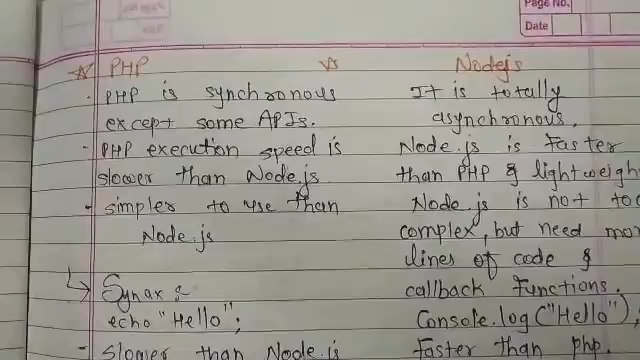 Page No.
Date
PHP vs Nodejs
PHP is synchronous It is totally
except some APIs. asynchronous.
- PHP execution speed is Node.js is faster
slower than Node.js than PHP & lightweigh
- simpler to use than Node.js is not too
Node.js complex, but need mor
lines of code &
Synax : callback functions.
echo "Hello"; Console.log("Hello");
- slower than Node.js faster than php.